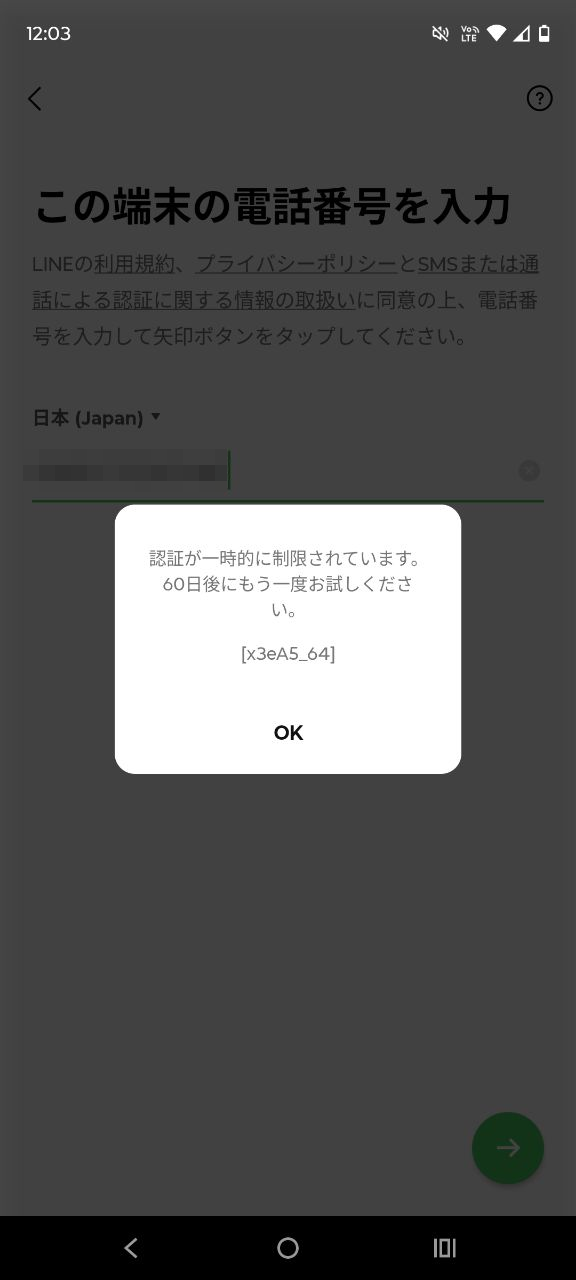 12:03
Vo LTE
この端末の電話番号を入力
LINEの利用規約、プライバシーポリシーとSMSまたは通
話による認証に関する情報の取扱いに同意の上、電話番
号を入力して矢印ボタンをタップしてください。
日本 (Japan)
認証が一時的に制限されています。
60日後にもう一度お試しくださ
い。
[x3eA5_64]
OK